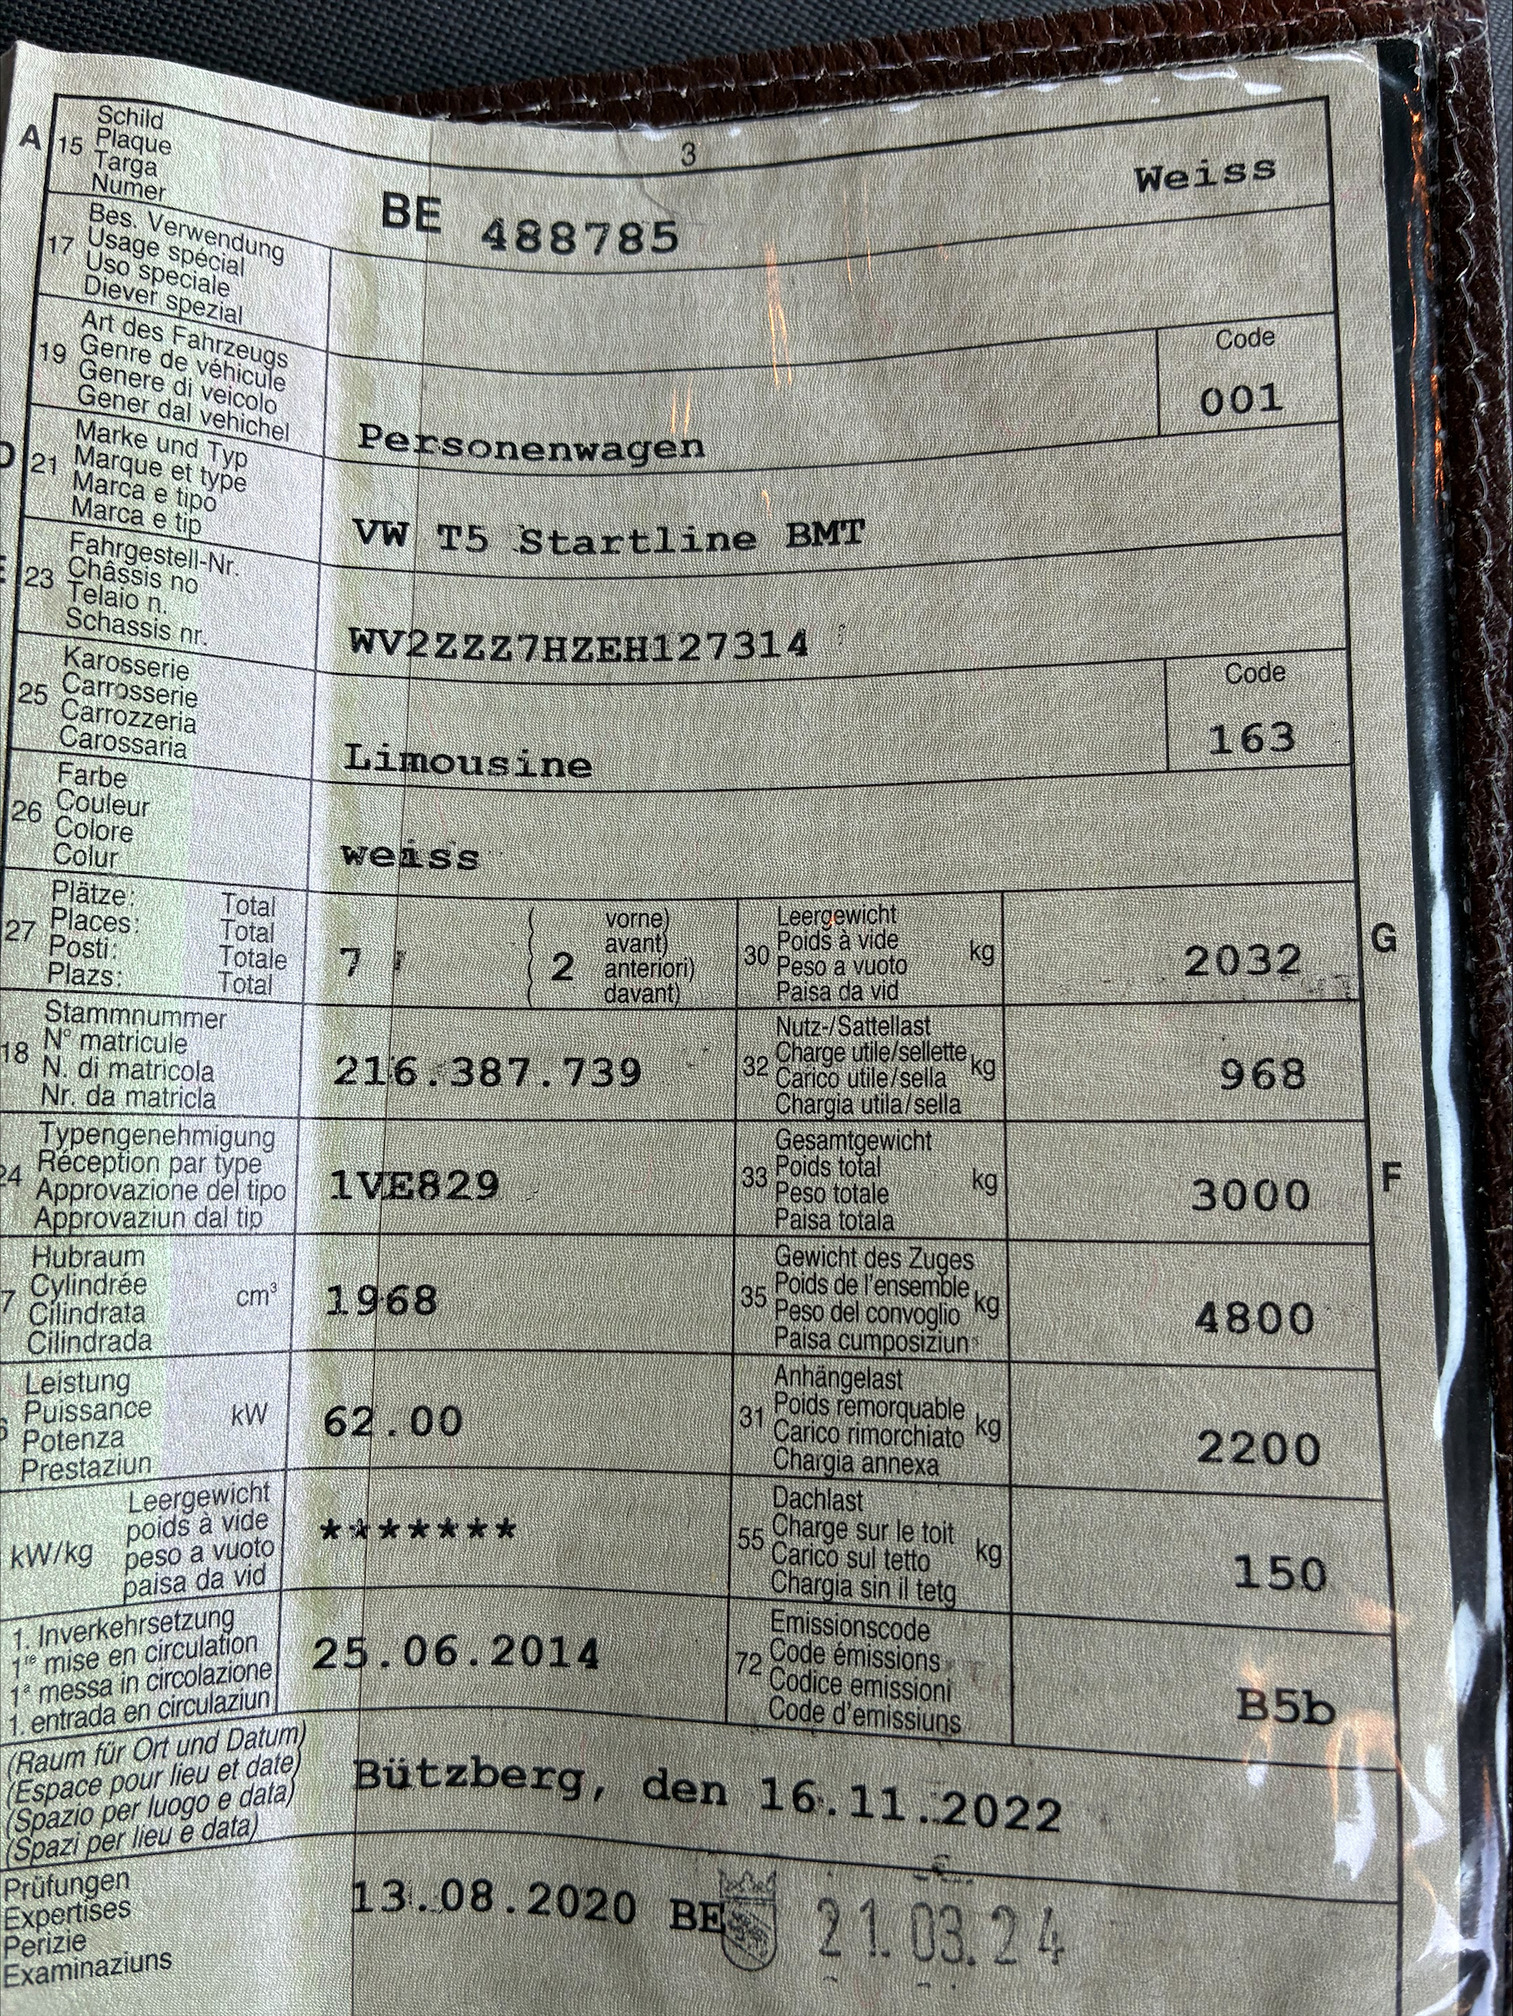 3
A 15 Schild
Plaque
Targa
Numer
BE 488785 Weiss
17 Bes. Verwendung
Usage spécial
Uso speciale
Diever spezial
19 Art des Fahrzeugs
Genre de véhicule
Genere di veicolo
Gener dal vehichel
Personenwagen
Code
001
21 Marke und Typ
Marque et type
Marca e tipo
Marca e tip
VW T5 Startline BMT
23 Fahrgestell-Nr.
Châssis no
Telaio n.
Schassis nr.
WV2ZZZ7HZEH127314
25 Karosserie
Carrosserie
Carrozzeria
Carossaria
Limousine
Code
163
26 Farbe
Couleur
Colore
Colur
weiss
27 Plätze: Total
Places: Total
Posti: Totale
Plazs: Total
7 ( 2 vorne)
avant)
anteriori)
davant)
30 Leergewicht
Poids à vide
Peso a vuoto
Paisa da vid
kg
2032
G
18 Stammnummer
N° matricule
N. di matricola
Nr. da matricla
216.387.739
32 Nutz-/Sattellast
Charge utile/sellette
Carico utile/sella
Chargia utila/sella
kg
968
24 Typengenehmigung
Réception par type
Approvazione del tipo
Approvaziun dal tip
1VE829
33 Gesamtgewicht
Poids total
Peso totale
Paisa totala
kg
3000
F
7 Hubraum
Cylindrée
Cilindrata
Cilindrada
cm³
1968
35 Gewicht des Zuges
Poids de l'ensemble
Peso del convoglio
Paisa cumposiziun
kg
4800
Leistung
Puissance
Potenza
Prestaziun
kW
62.00
31 Anhängelast
Poids remorquable
Carico rimorchiato
Chargia annexa
kg
2200
kW/kg
Leergewicht
poids à vide
peso a vuoto
paisa da vid
*******
55 Dachlast
Charge sur le toit
Carico sul tetto
Chargia sin il tetg
kg
150
1. Inverkehrsetzung
1re mise en circulation
1a messa in circolazione
1. entrada en circulaziun
25.06.2014
72 Emissionscode
Code émissions
Codice emissioni
Code d'emissiuns
B5b
(Raum für Ort und Datum)
(Espace pour lieu et date)
(Spazio per luogo e data)
(Spazi per lieu e data)
Bützberg, den 16.11.2022
Prüfungen
Expertises
Perizie
Examinaziuns
13.08.2020 BE 21.03.24